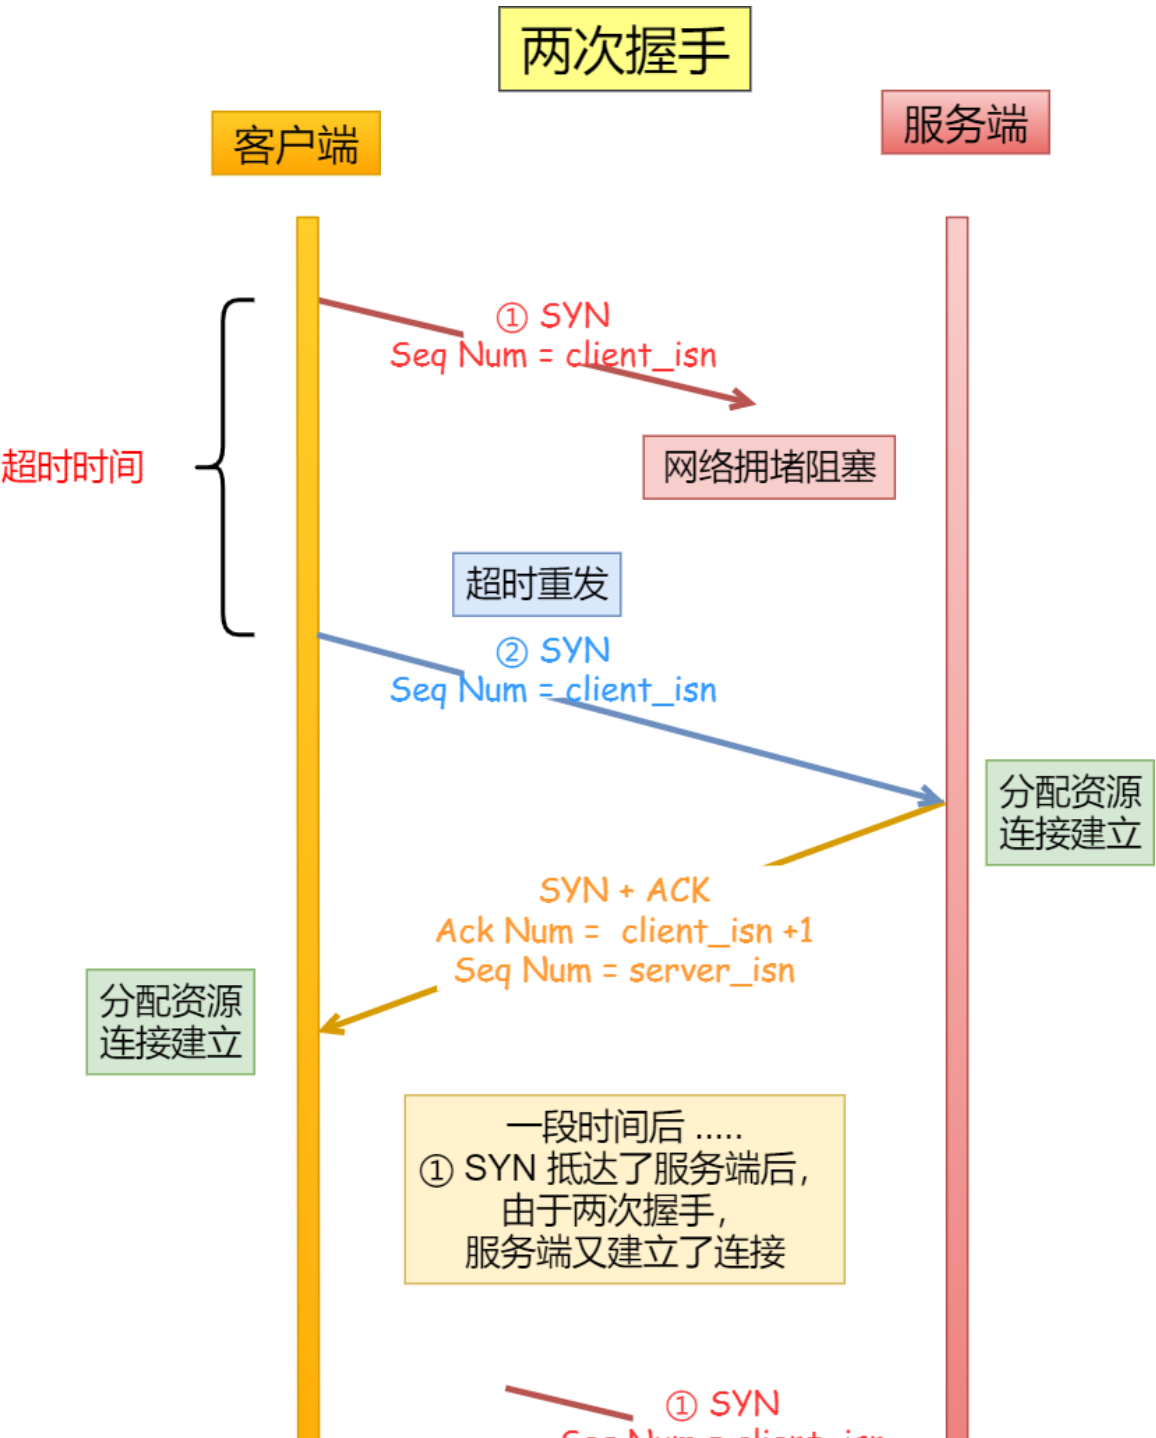 两次握手
客户端
服务端
① SYN
Seq Num = client_isn
超时时间
网络拥堵阻塞
超时重发
② SYN
Seq Num = client_isn
分配资源
连接建立
SYN + ACK
Ack Num = client_isn +1
Seq Num = server_isn
分配资源
连接建立
一段时间后 .....
① SYN 抵达了服务端后，
由于两次握手，
服务端又建立了连接
① SYN
Seq Num = client_isn